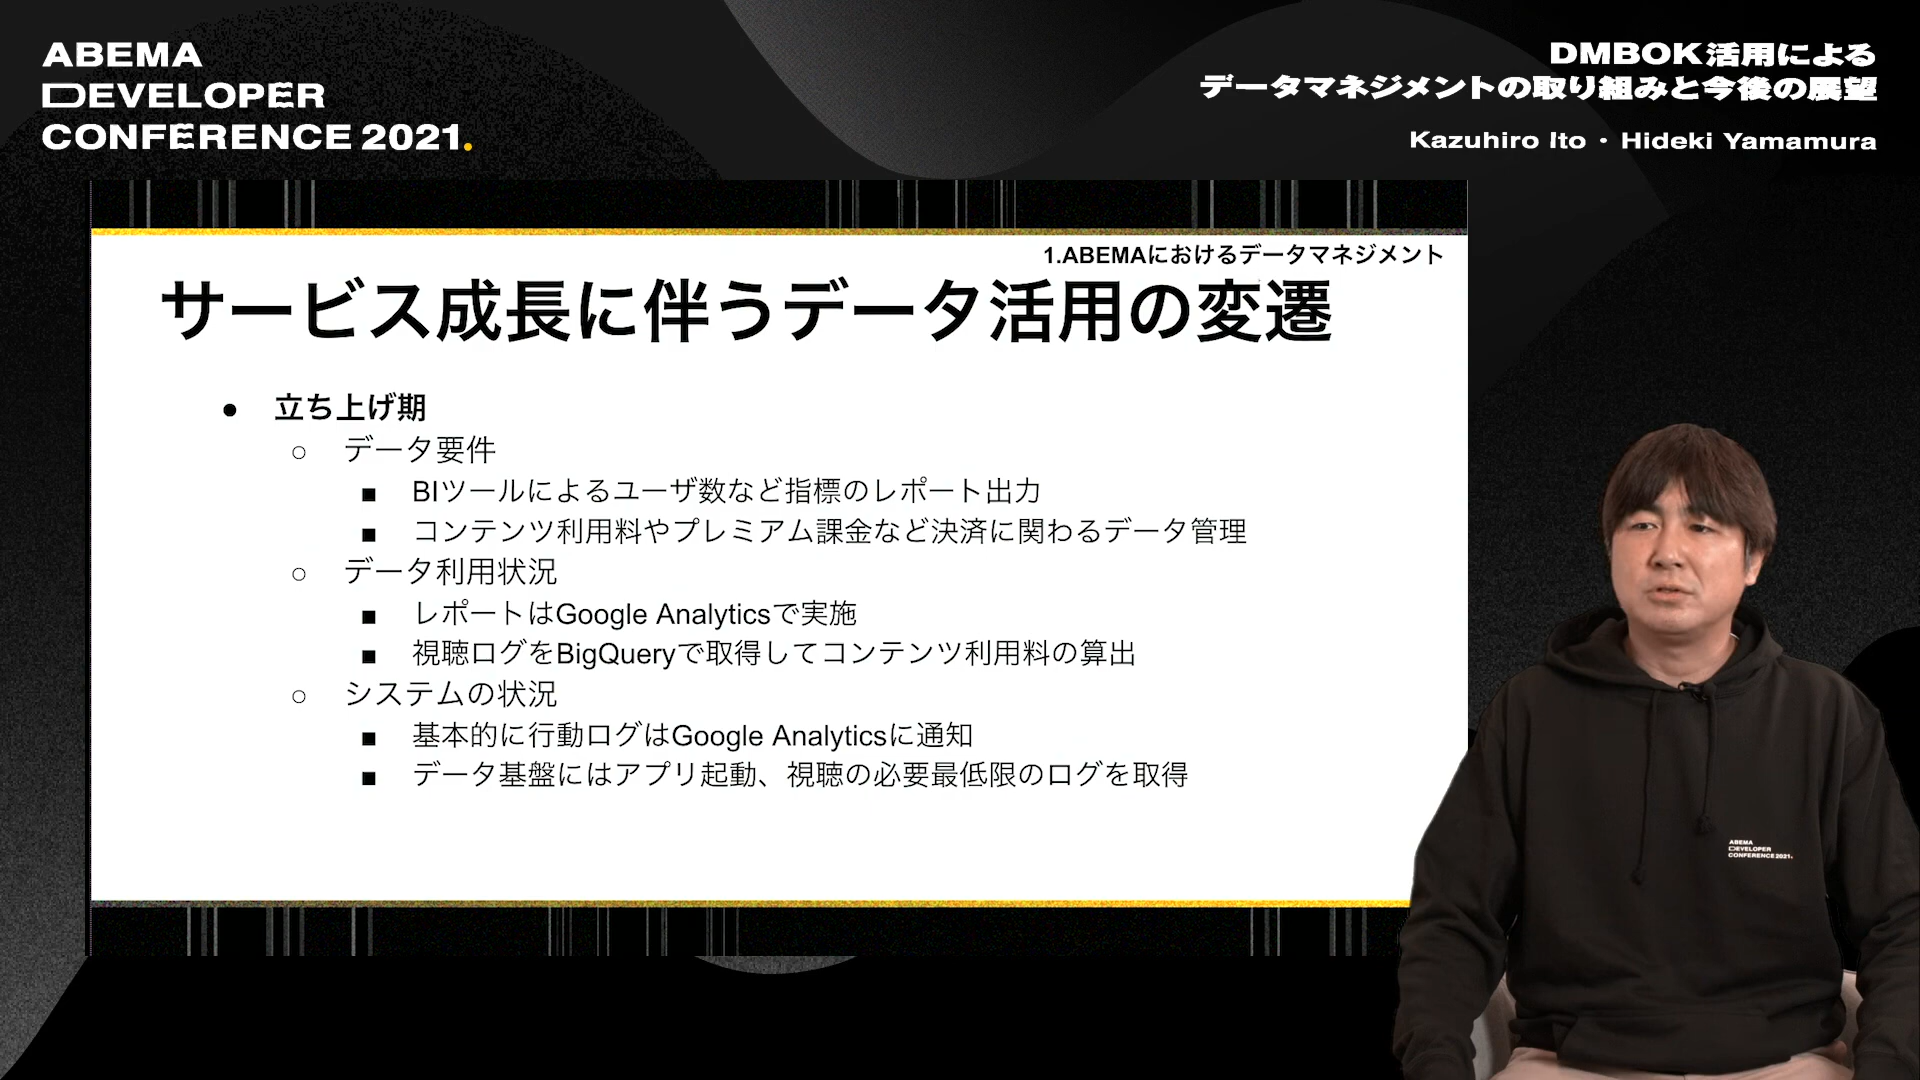 ABEMA
DEVELOPER
CONFERENCE 2021.
DMBOK活用による
データマネジメントの取り組みと今後の展望
Kazuhiro Ito・Hideki Yamamura
1.ABEMAにおけるデータマネジメント
サービス成長に伴うデータ活用の変遷
● 立ち上げ期
○ データ要件
■ BIツールによるユーザ数など指標のレポート出力
■ コンテンツ利用料やプレミアム課金など決済に関わるデータ管理
○ データ利用状況
■ レポートはGoogle Analyticsで実施
■ 視聴ログをBigQueryで取得してコンテンツ利用料の算出
○ システムの状況
■ 基本的に行動ログはGoogle Analyticsに通知
■ データ基盤にはアプリ起動、視聴の必要最低限のログを取得
ABEMA
DEVELOPER
CONFERENCE 2021.